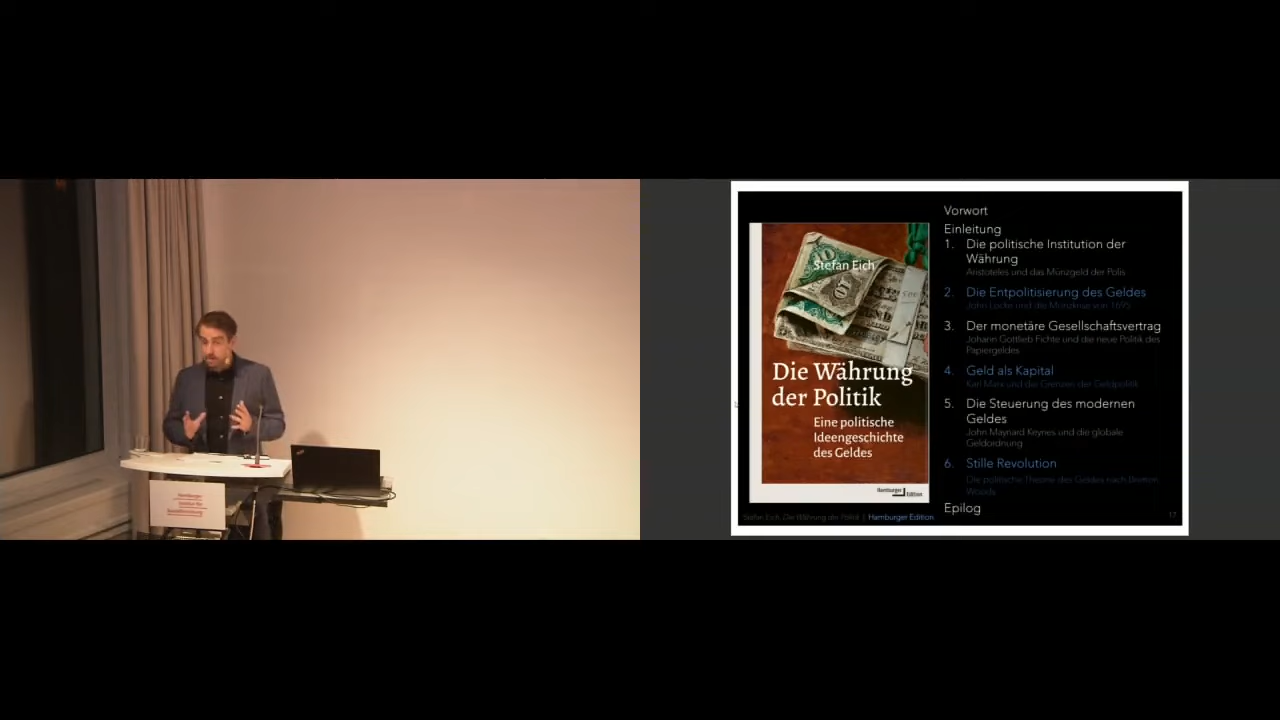 Stefan Eich
Die Währung
der Politik
Eine politische
Ideengeschichte
des Geldes
Hamburger
Edition
Vorwort
Einleitung
1. Die politische Institution der
Währung
Aristoteles und das Münzgeld der Polis
2. Die Entpolitisierung des Geldes
John Locke und die Münzkrise von 1695
3. Der monetäre Gesellschaftsvertrag
Johann Gottlieb Fichte und die neue Politik des
Papiergeldes
4. Geld als Kapital
Karl Marx und die Grenzen der Geldpolitik
5. Die Steuerung des modernen
Geldes
John Maynard Keynes und die globale
Geldordnung
6. Stille Revolution
Die politische Theorie des Geldes nach Bretton
Woods
Epilog
Stefan Eich, Die Währung der Politik | Hamburger Edition
17
Hamburger
Institut für
Sozialforschung